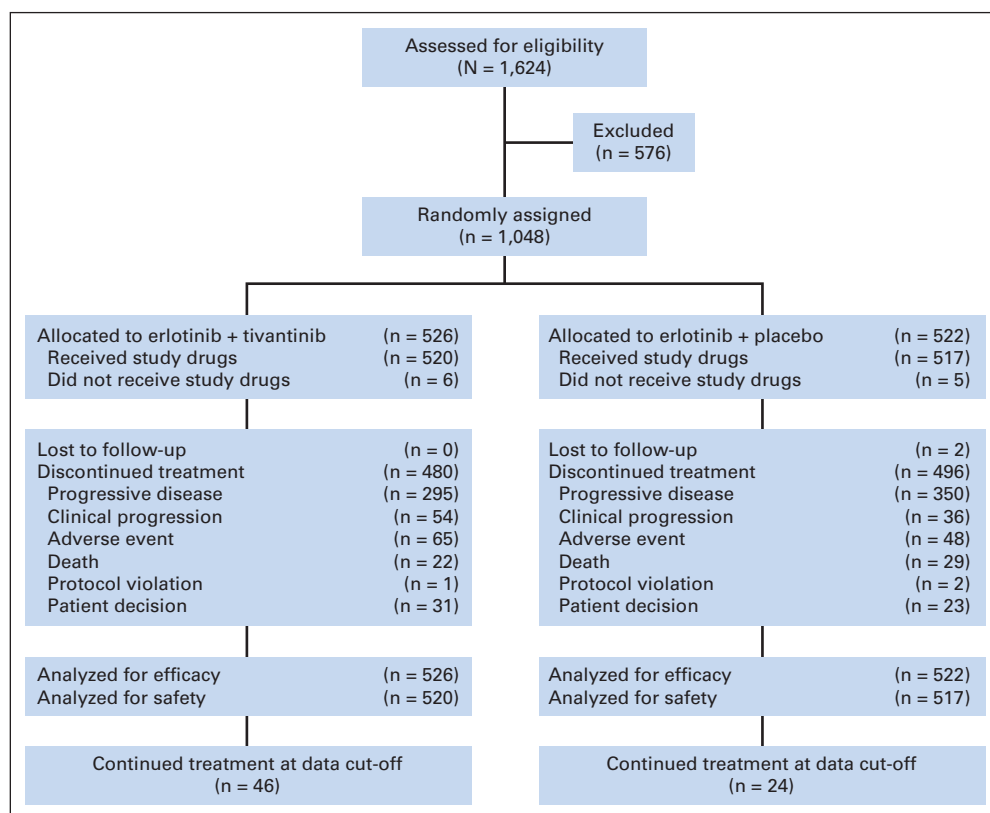 Assessed for eligibility
(N = 1,624)
Excluded
(n = 576)
Randomly assigned
(n = 1,048)
Allocated to erlotinib + tivantinib (n = 526)
Received study drugs (n = 520)
Did not receive study drugs (n = 6)
Allocated to erlotinib + placebo (n = 522)
Received study drugs (n = 517)
Did not receive study drugs (n = 5)
Lost to follow-up (n = 0)
Discontinued treatment (n = 480)
Progressive disease (n = 295)
Clinical progression (n = 54)
Adverse event (n = 65)
Death (n = 22)
Protocol violation (n = 1)
Patient decision (n = 31)
Lost to follow-up (n = 2)
Discontinued treatment (n = 496)
Progressive disease (n = 350)
Clinical progression (n = 36)
Adverse event (n = 48)
Death (n = 29)
Protocol violation (n = 2)
Patient decision (n = 23)
Analyzed for efficacy (n = 526)
Analyzed for safety (n = 520)
Analyzed for efficacy (n = 522)
Analyzed for safety (n = 517)
Continued treatment at data cut-off
(n = 46)
Continued treatment at data cut-off
(n = 24)